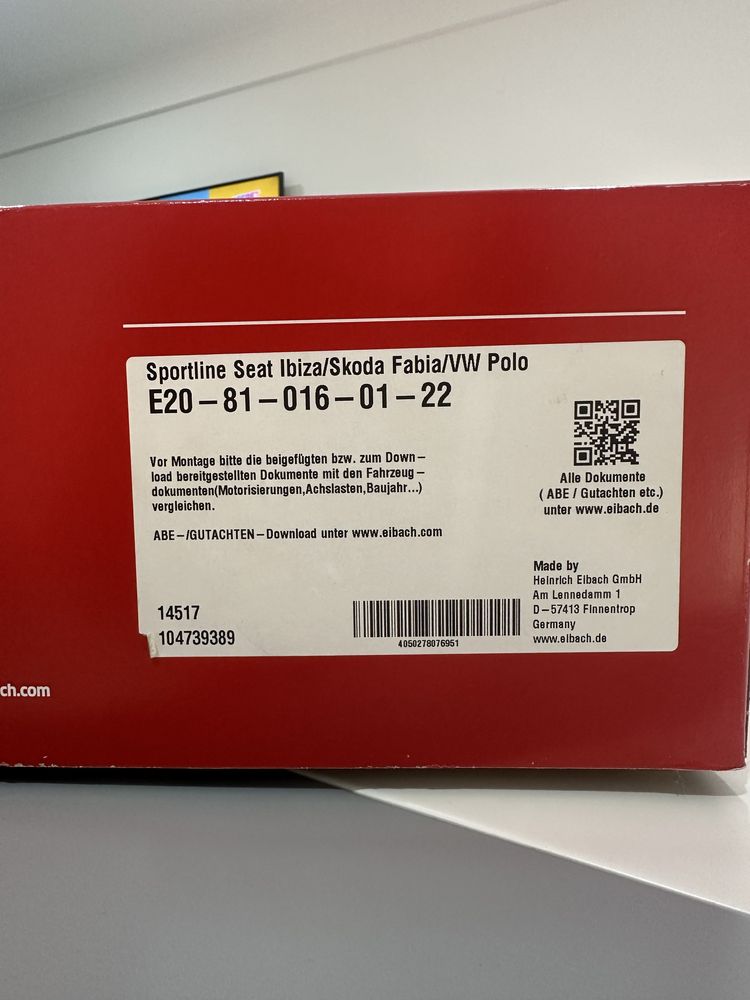 Sportline Seat Ibiza/Skoda Fabia/VW Polo
E20-81-016-01-22
Vor Montage bitte die beigefügten bzw. zum Down-
load bereitgestellten Dokumente mit den Fahrzeug-
dokumenten(Motorisierungen,Achslasten,Baujahr...)
vergleichen.
ABE-/GUTACHTEN-Download unter www.eibach.com
Alle Dokumente
( ABE / Gutachten etc.)
unter www.eibach.de
14517
104739389
4050278076951
Made by
Heinrich Eibach GmbH
Am Lennedamm 1
D-57413 Finnentrop
Germany
www.eibach.de
ch.com